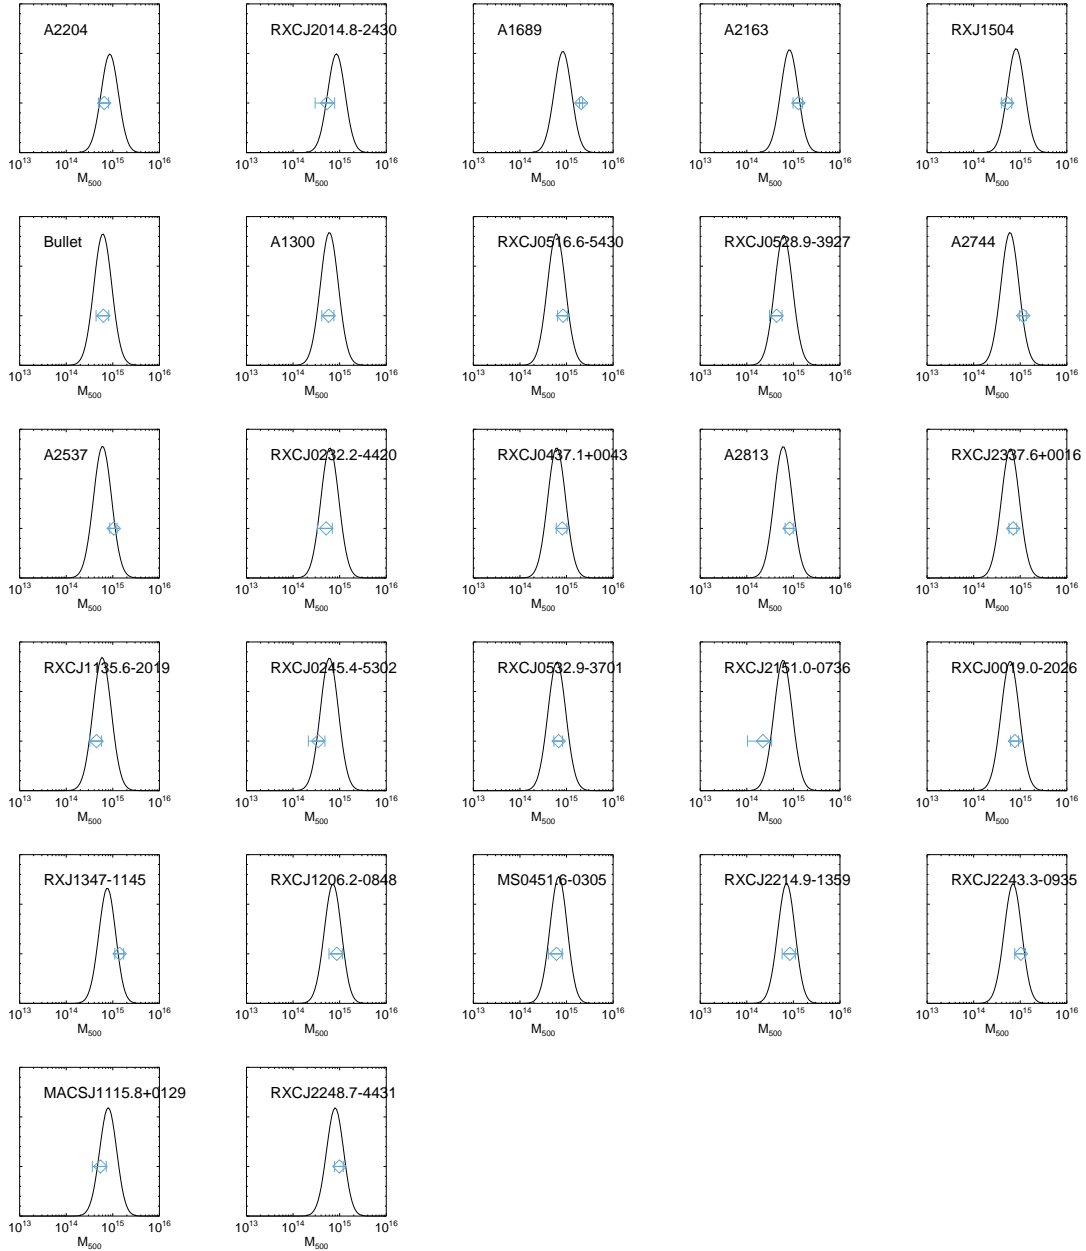 A2204 RXCJ2014.8-2430 A1689 A2163 RXJ1504
10^13 10^14 10^15 10^16 10^13 10^14 10^15 10^16 10^13 10^14 10^15 10^16 10^13 10^14 10^15 10^16 10^13 10^14 10^15 10^16
M_500 M_500 M_500 M_500 M_500
Bullet A1300 RXCJ0516.6-5430 RXCJ0528.9-3927 A2744
10^13 10^14 10^15 10^16 10^13 10^14 10^15 10^16 10^13 10^14 10^15 10^16 10^13 10^14 10^15 10^16 10^13 10^14 10^15 10^16
M_500 M_500 M_500 M_500 M_500
A2537 RXCJ0232.2-4420 RXCJ0437.1+0043 A2813 RXCJ2337.6+0016
10^13 10^14 10^15 10^16 10^13 10^14 10^15 10^16 10^13 10^14 10^15 10^16 10^13 10^14 10^15 10^16 10^13 10^14 10^15 10^16
M_500 M_500 M_500 M_500 M_500
RXCJ1135.6-2019 RXCJ0245.4-5302 RXCJ0532.9-3701 RXCJ2151.0-0736 RXCJ0019.0-2026
10^13 10^14 10^15 10^16 10^13 10^14 10^15 10^16 10^13 10^14 10^15 10^16 10^13 10^14 10^15 10^16 10^13 10^14 10^15 10^16
M_500 M_500 M_500 M_500 M_500
RXJ1347-1145 RXCJ1206.2-0848 MS0451.6-0305 RXCJ2214.9-1359 RXCJ2243.3-0935
10^13 10^14 10^15 10^16 10^13 10^14 10^15 10^16 10^13 10^14 10^15 10^16 10^13 10^14 10^15 10^16 10^13 10^14 10^15 10^16
M_500 M_500 M_500 M_500 M_500
MACSJ1115.8+0129 RXCJ2248.7-4431
10^13 10^14 10^15 10^16 10^13 10^14 10^15 10^16
M_500 M_500